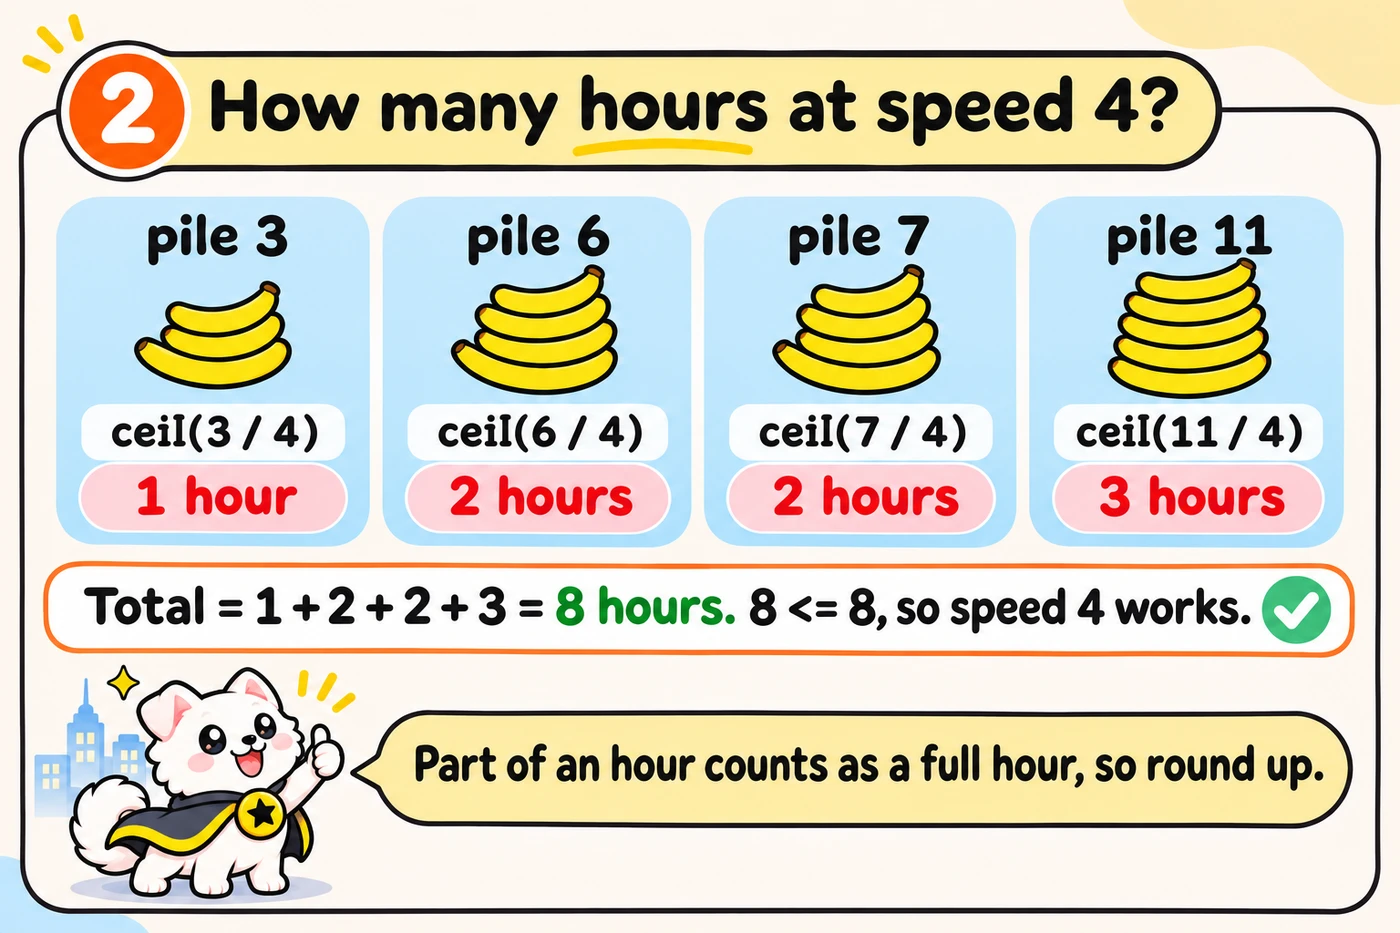 2
How many hours at speed 4?
pile 3
ceil(3 / 4)
1 hour
pile 6
ceil(6 / 4)
2 hours
pile 7
ceil(7 / 4)
2 hours
pile 11
ceil(11 / 4)
3 hours
Total = 1 + 2 + 2 + 3 = 8 hours. 8 <= 8, so speed 4 works.
Part of an hour counts as a full hour, so round up.